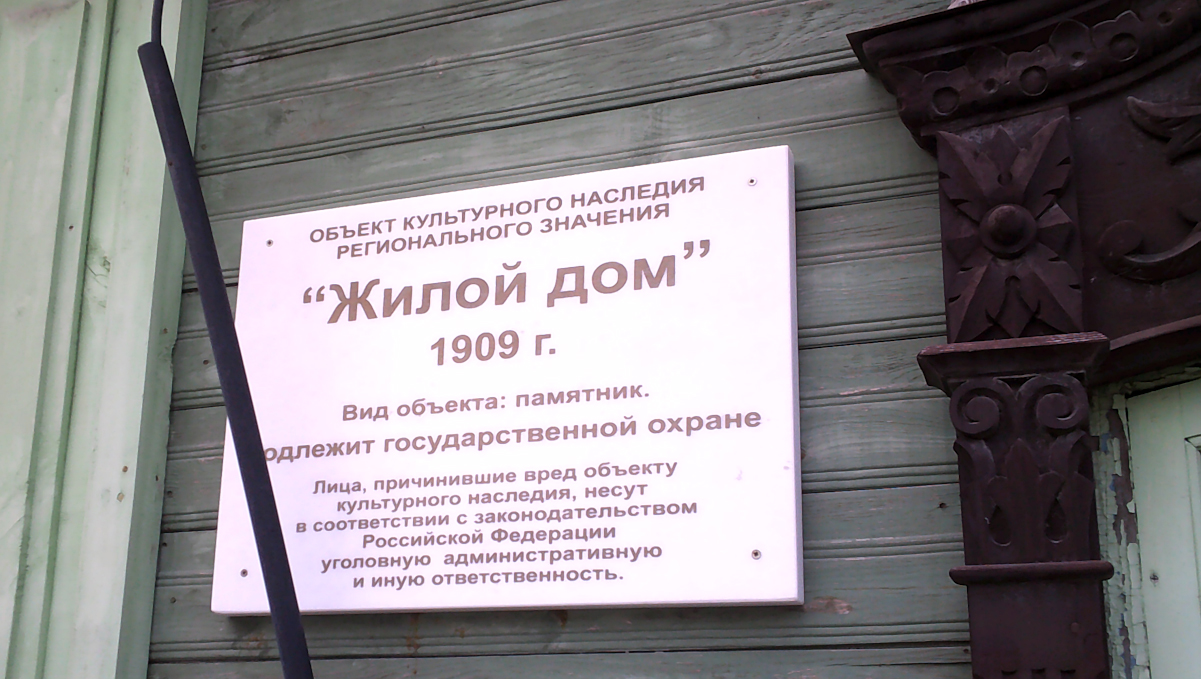 ОБЪЕКТ КУЛЬТУРНОГО НАСЛЕДИЯ
РЕГИОНАЛЬНОГО ЗНАЧЕНИЯ
“Жилой дом”
1909 г.
Вид объекта: памятник.
одлежит государственной охране
Лица, причинившие вред объекту
культурного наследия, несут
в соответствии с законодательством
Российской Федерации
уголовную административную
и иную ответственность.